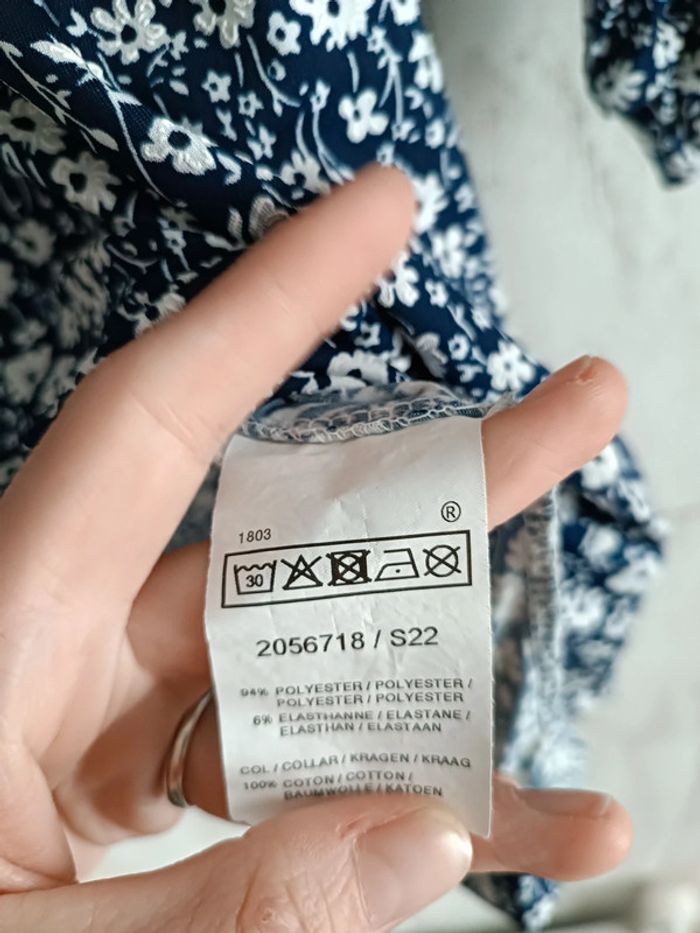 ®
1803
30
2056718 / S22
94% POLYESTER / POLYESTER /
POLYESTER / POLYESTER
6% ELASTHANNE / ELASTANE /
ELASTHAN / ELASTAAN
COL / COLLAR / KRAGEN / KRAAG
100% COTON / COTTON /
BAUMWOLLE / KATOEN